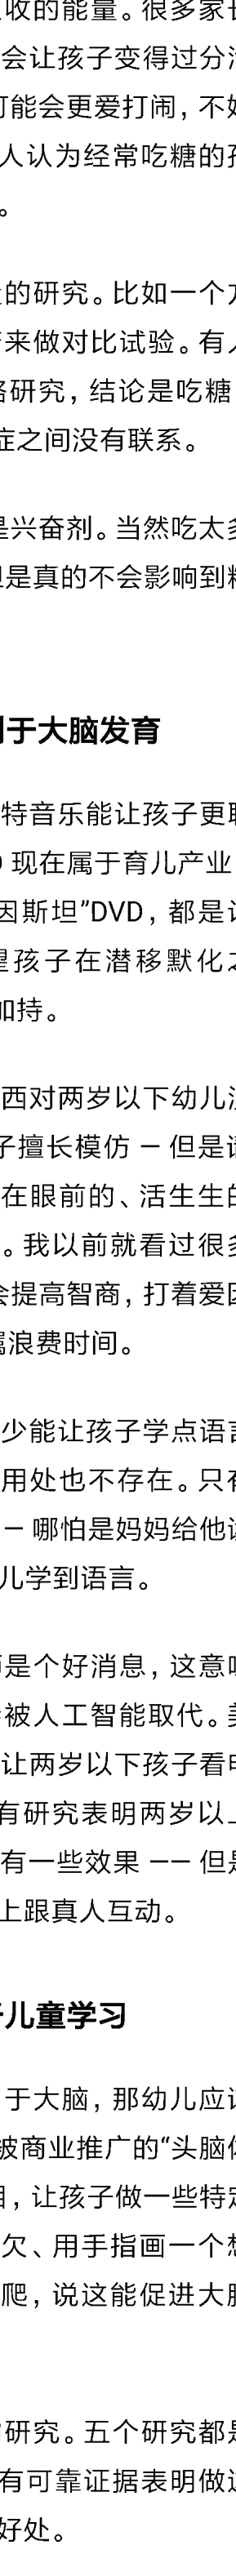 收的能量。很多家长
会让孩子变得过分活
可能会更爱打闹，不
人认为经常吃糖的孩
。
的研究。比如一个
来做对比试验。有人
研究，结论是吃糖
症之间没有联系。
是兴奋剂。当然吃太多
但是真的不会影响到
于大脑发育
特音乐能让孩子更聪
现在属于育儿产业
因斯坦”DVD，都是
望孩子在潜移默化之
加持。
西对两岁以下幼儿没
子擅长模仿 — 但是请
在眼前的、活生生的
。我以前就看过很多
会提高智商，打着爱因
属浪费时间。
少能让孩子学点语言
用处也不存在。只有
— 哪怕是妈妈给他读
儿学到语言。
是个好消息，这意味
被人工智能取代。美
让两岁以下孩子看电
有研究表明两岁以上
有一些效果 —— 但是
上跟真人互动。
儿童学习
于大脑，那幼儿应该
被商业推广的“头脑体
，让孩子做一些特定
欠、用手指画一个想
爬，说这能促进大脑
研究。五个研究都是
有可靠证据表明做这
好处。